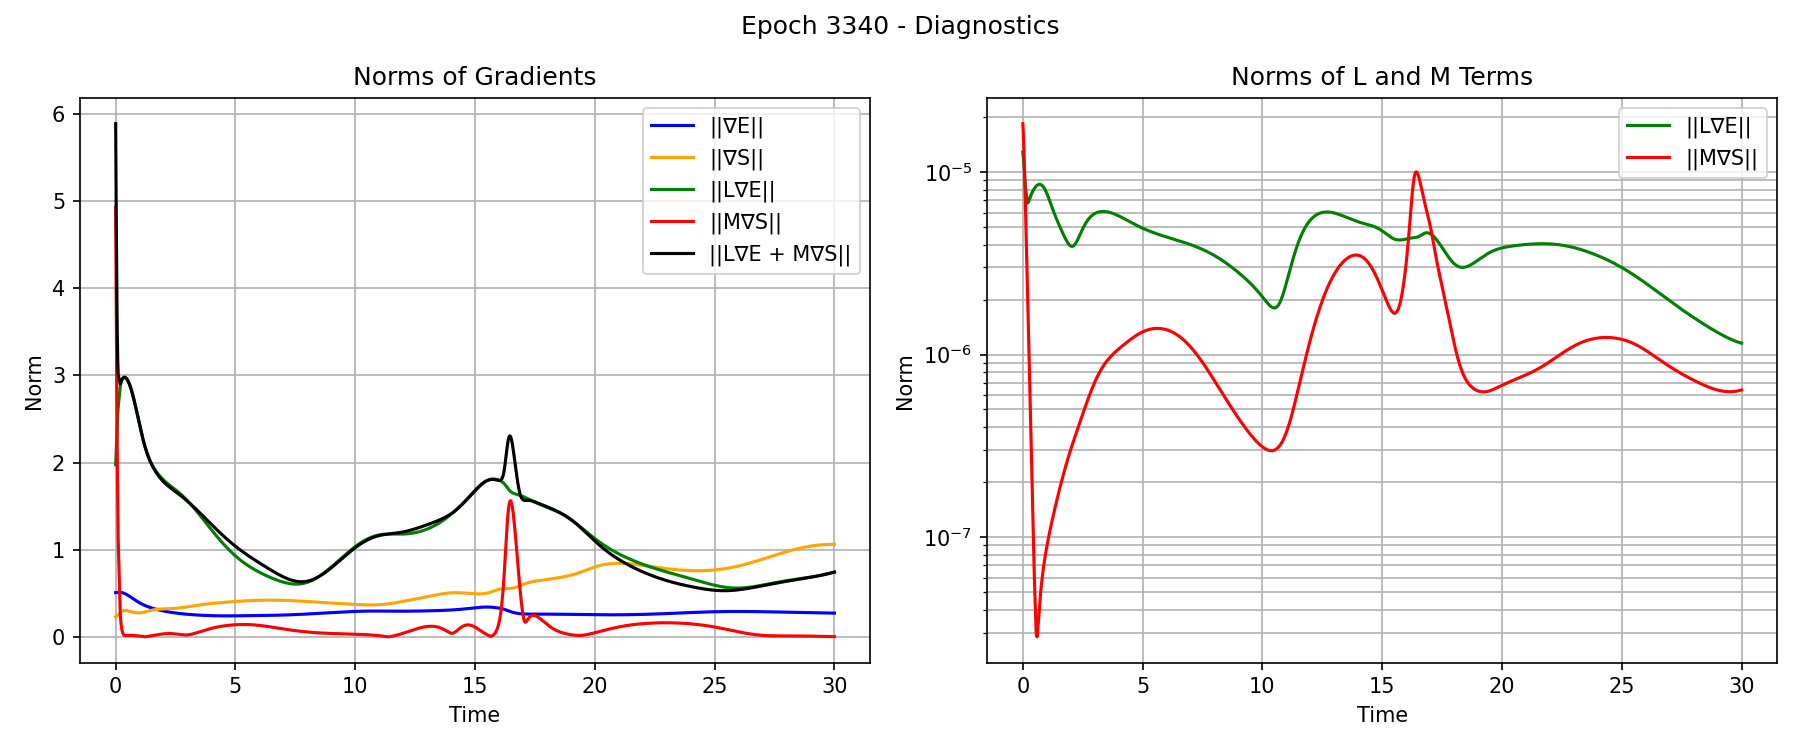 Epoch 3340 - Diagnostics
Norms of Gradients
Norm
6
5
4
3
2
1
0
0 5 10 15 20 25 30
Time
||∇E||
||∇S||
||L∇E||
||M∇S||
||L∇E + M∇S||
Norms of L and M Terms
Norm
10⁻⁵
10⁻⁶
10⁻⁷
0 5 10 15 20 25 30
Time
||L∇E||
||M∇S||